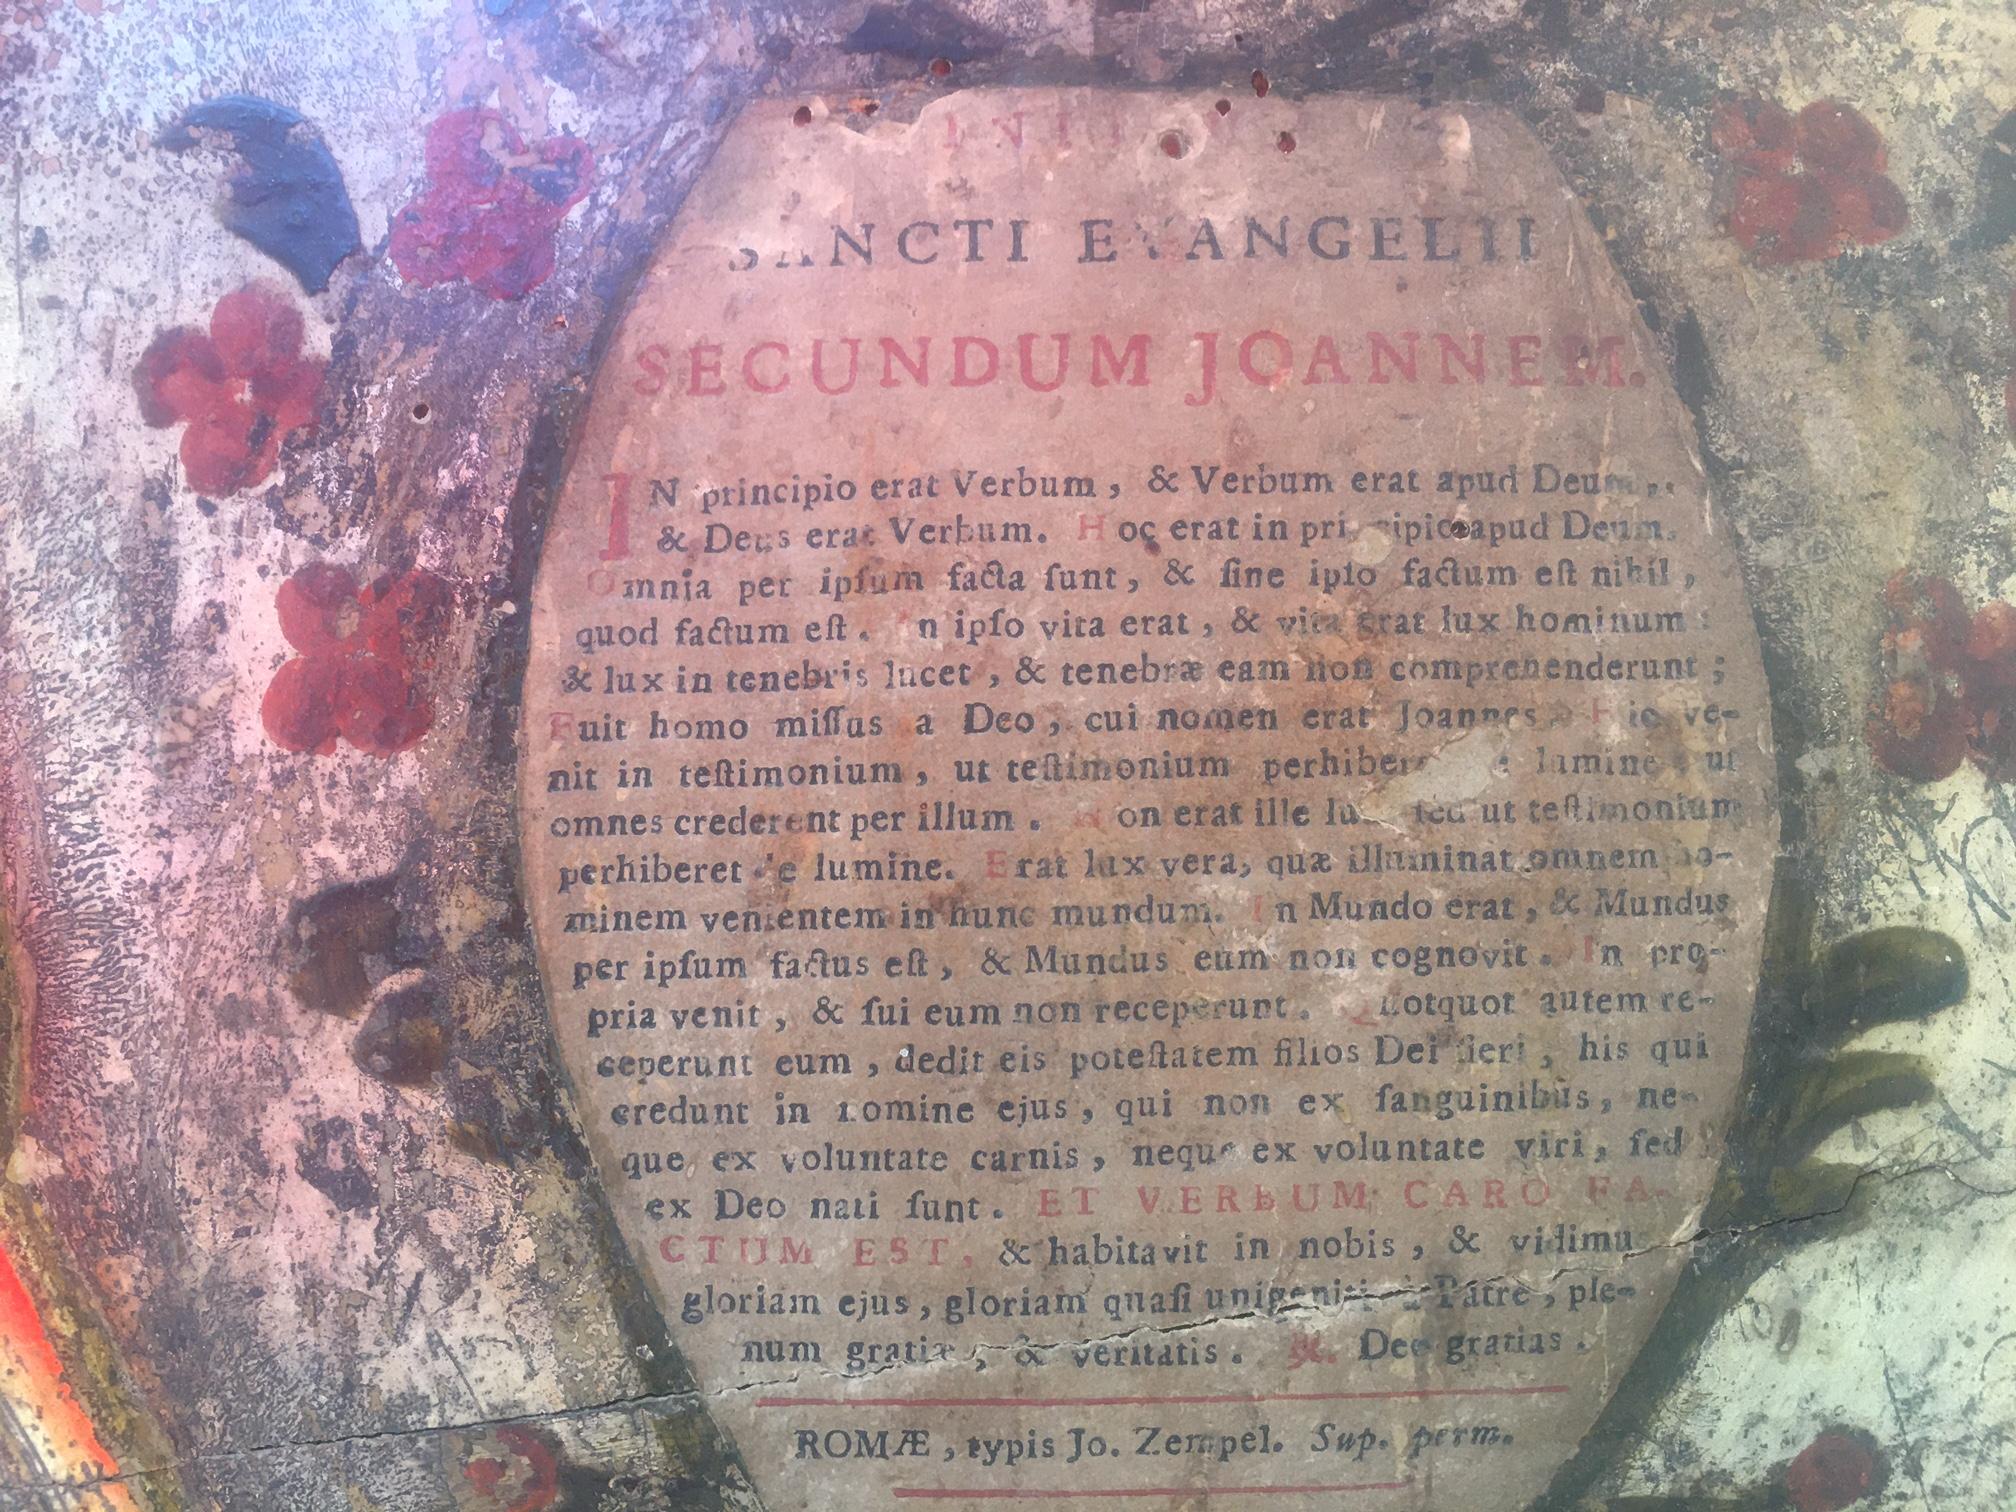 SANCTI EVANGELII
SECUNDUM JOANNEM.
IN principio erat Verbum, & Verbum erat apud Deum,
& Deus erat Verbum. Hoc erat in principio apud Deum.
Omnia per ipſum facta ſunt, & ſine ipſo factum eſt nihil,
quod factum eſt. In ipſo vita erat, & vita erat lux hominum:
& lux in tenebris lucet, & tenebræ eam non comprehenderunt;
Fuit homo miſſus a Deo, cui nomen erat Joannes. Hic ve-
nit in teſtimonium, ut teſtimonium perhiberet lumine, ut
omnes crederent per illum. Non erat ille lux ſed ut teſtimonium
perhiberet de lumine. Erat lux vera, quæ illuminat omnem ho-
minem venientem in hunc mundum. In Mundo erat, & Mundus
per ipſum factus eſt, & Mundus eum non cognovit. In pro-
pria venit, & ſui eum non receperunt. Quotquot autem re-
ceperunt eum, dedit eis poteſtatem filios Dei fieri, his qui
credunt in nomine ejus, qui non ex ſanguinibus, ne-
que ex voluntate carnis, neque ex voluntate viri, ſed
ex Deo nati ſunt. ET VERBUM CARO FA-
CTUM EST, & habitavit in nobis, & vidimus
gloriam ejus, gloriam quaſi unigeniti à Patre, ple-
num gratiæ, & veritatis. ℟. Deo gratias.
ROMÆ, typis Jo. Zempel. Sup. perm.